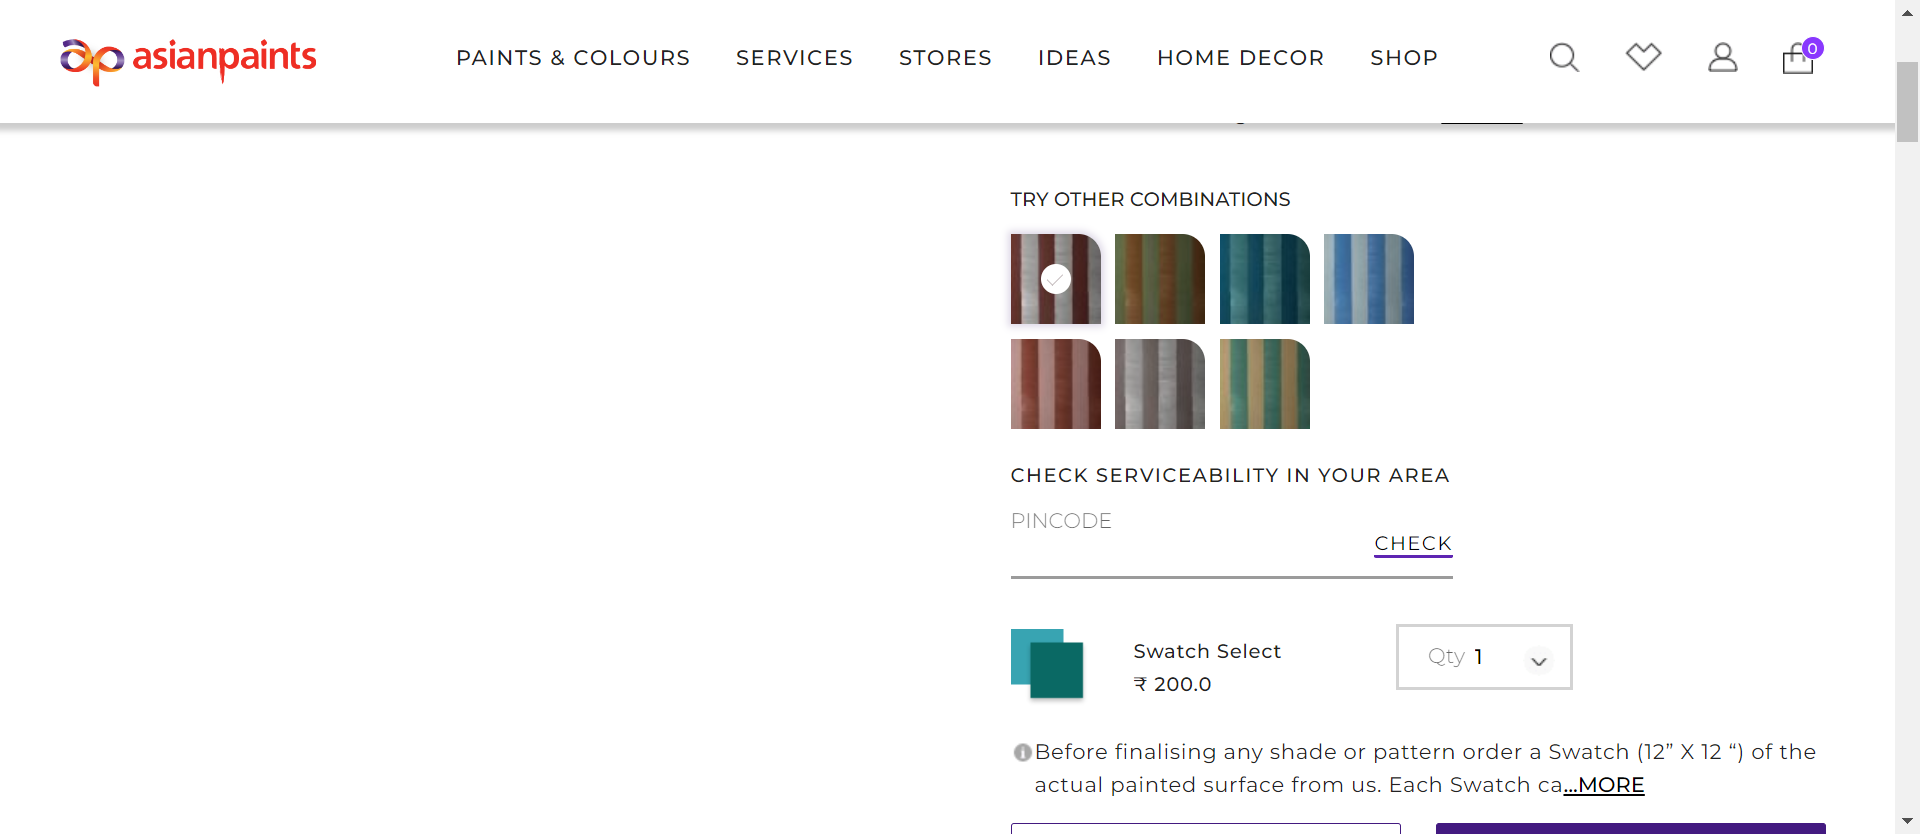 asianpaints
PAINTS & COLOURS SERVICES STORES IDEAS HOME DECOR SHOP
0
TRY OTHER COMBINATIONS
CHECK SERVICEABILITY IN YOUR AREA
PINCODE
CHECK
Swatch Select
₹ 200.0
Qty 1
Before finalising any shade or pattern order a Swatch (12” X 12 “) of the
actual painted surface from us. Each Swatch ca...MORE